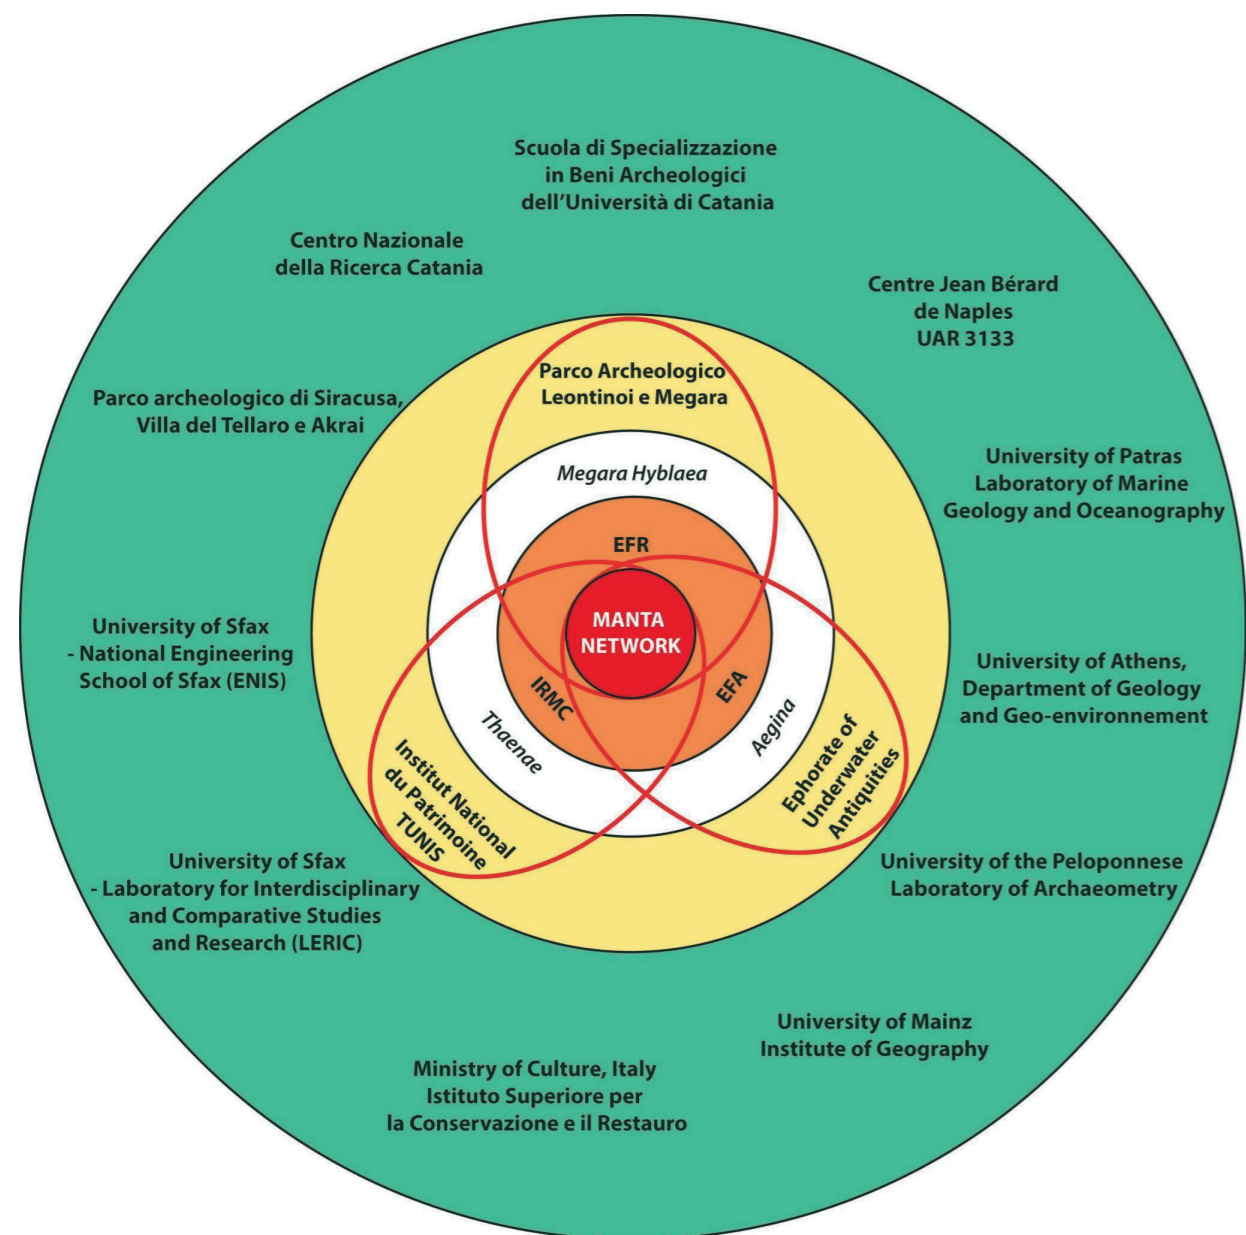 Scuola di Specializzazione
in Beni Archeologici
dell’Università di Catania
Centro Nazionale
della Ricerca Catania
Centre Jean Bérard
de Naples
UAR 3133
Parco archeologico di Siracusa,
Villa del Tellaro e Akrai
Parco Archeologico
Leontinoi e Megara
University of Patras
Laboratory of Marine
Geology and Oceanography
Megara Hyblaea
EFR
MANTA
NETWORK
IRMC
EFA
Thaenae
Aegina
University of Sfax
- National Engineering
School of Sfax (ENIS)
University of Athens,
Department of Geology
and Geo-environnement
Institut National
du Patrimoine
TUNIS
Ephorate of
Underwater
Antiquities
University of Sfax
- Laboratory for Interdisciplinary
and Comparative Studies
and Research (LERIC)
University of the Peloponnese
Laboratory of Archaeometry
University of Mainz
Institute of Geography
Ministry of Culture, Italy
Istituto Superiore per
la Conservazione e il Restauro